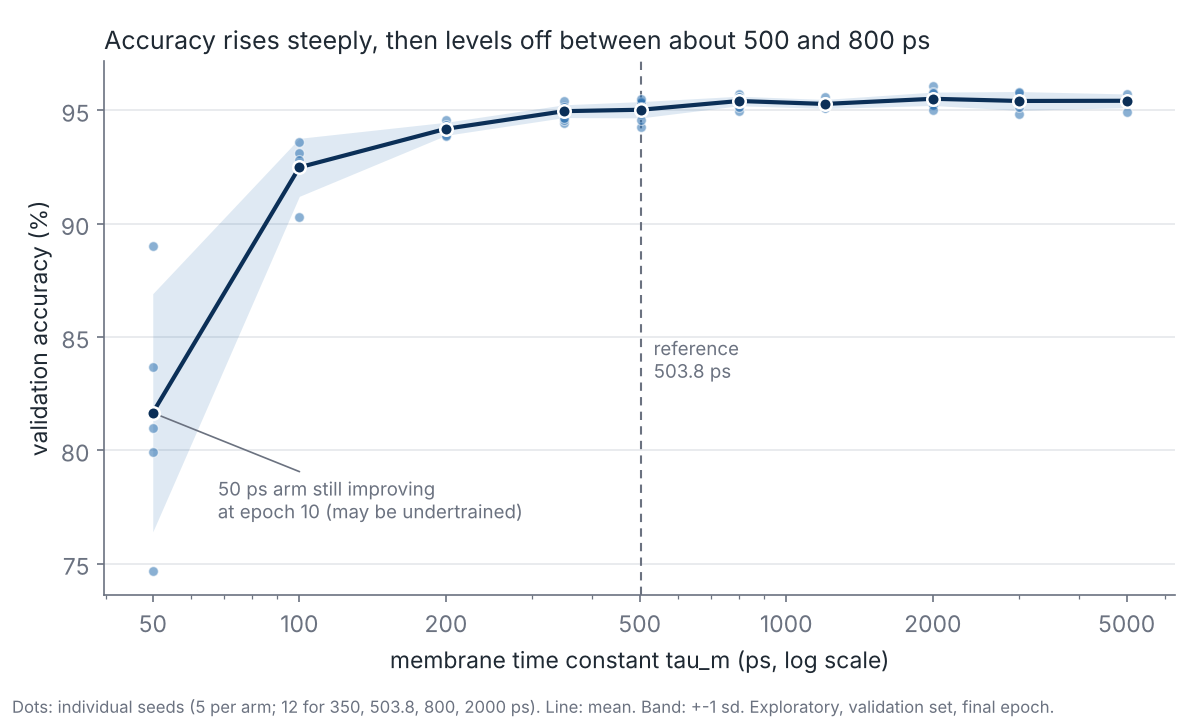 Accuracy rises steeply, then levels off between about 500 and 800 ps
validation accuracy (%)
95
90
85
80
75
reference
503.8 ps
50 ps arm still improving
at epoch 10 (may be undertrained)
50 100 200 500 1000 2000 5000
membrane time constant tau_m (ps, log scale)
Dots: individual seeds (5 per arm; 12 for 350, 503.8, 800, 2000 ps). Line: mean. Band: +-1 sd. Exploratory, validation set, final epoch.